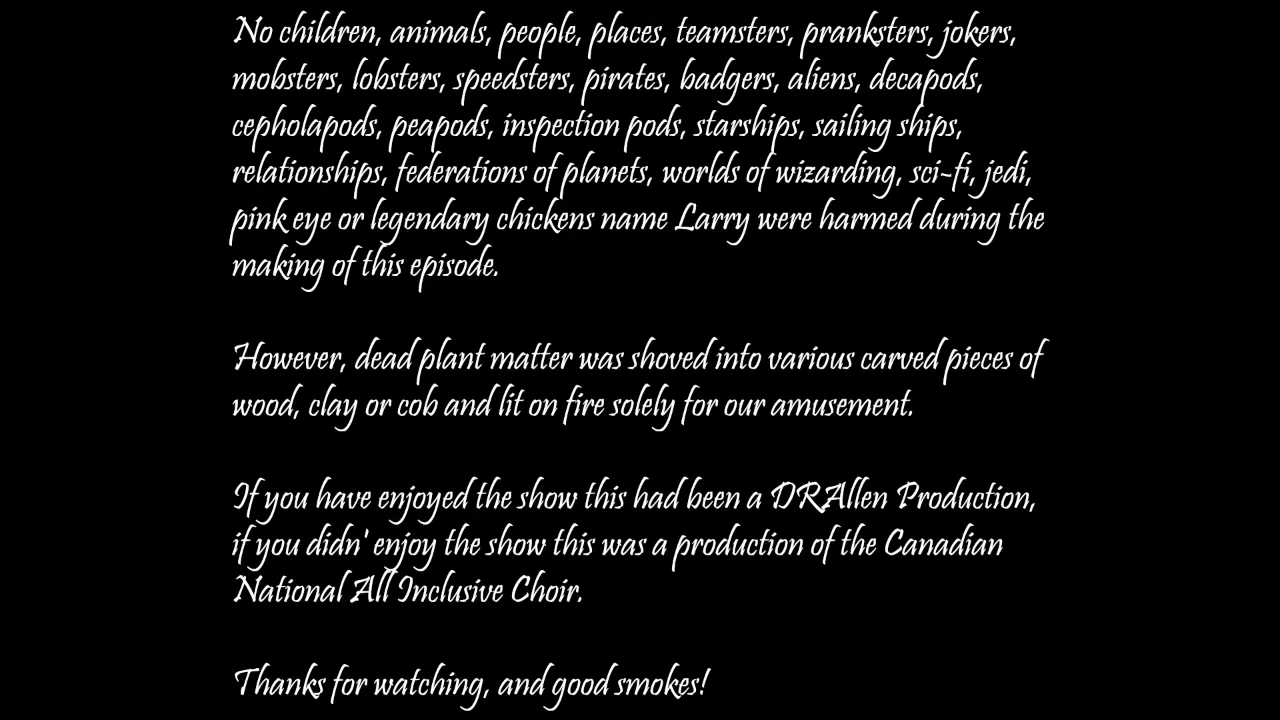 No children, animals, people, places, teamsters, pranksters, jokers,
mobsters, lobsters, speedsters, pirates, badgers, aliens, decapods,
cepholapods, peapods, inspection pods, starships, sailing ships,
relationships, federations of planets, worlds of wizarding, sci-fi, jedi,
pink eye or legendary chickens name Larry were harmed during the
making of this episode.
However, dead plant matter was shoved into various carved pieces of
wood, clay or cob and lit on fire solely for our amusement.
If you have enjoyed the show this had been a DRAllen Production,
if you didn' enjoy the show this was a production of the Canadian
National All Inclusive Choir.
Thanks for watching, and good smokes!